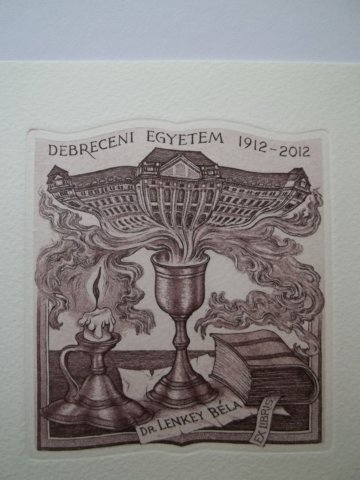 DEBRECENI EGYETEM 1912-2012
DR. LENKEY BÉLA
EX LIBRIS